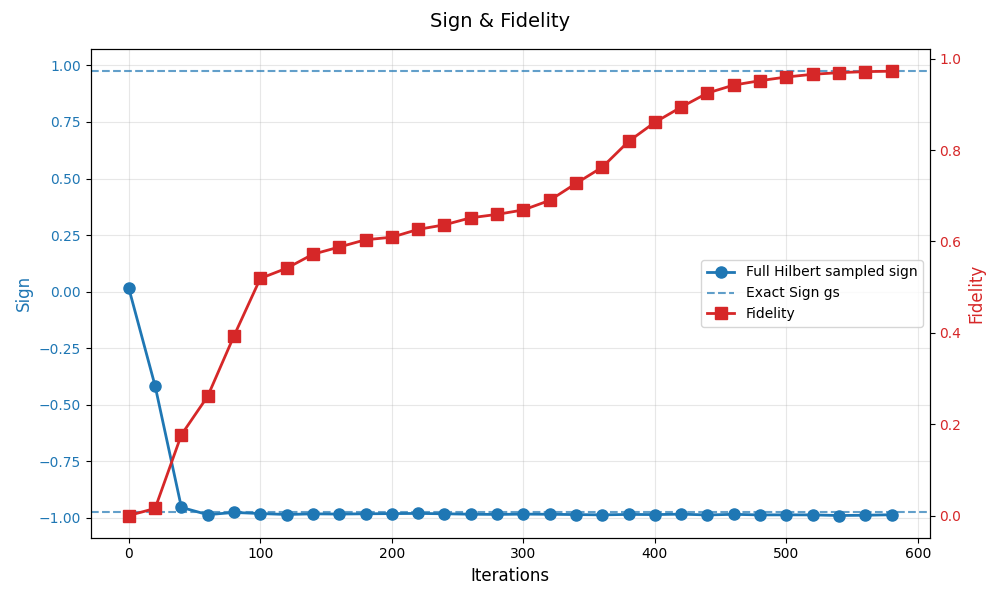 Sign & Fidelity
1.00
0.75
0.50
0.25
0.00
−0.25
−0.50
−0.75
−1.00
Sign
1.0
0.8
0.6
0.4
0.2
0.0
Fidelity
Full Hilbert sampled sign
Exact Sign gs
Fidelity
0 100 200 300 400 500 600
Iterations